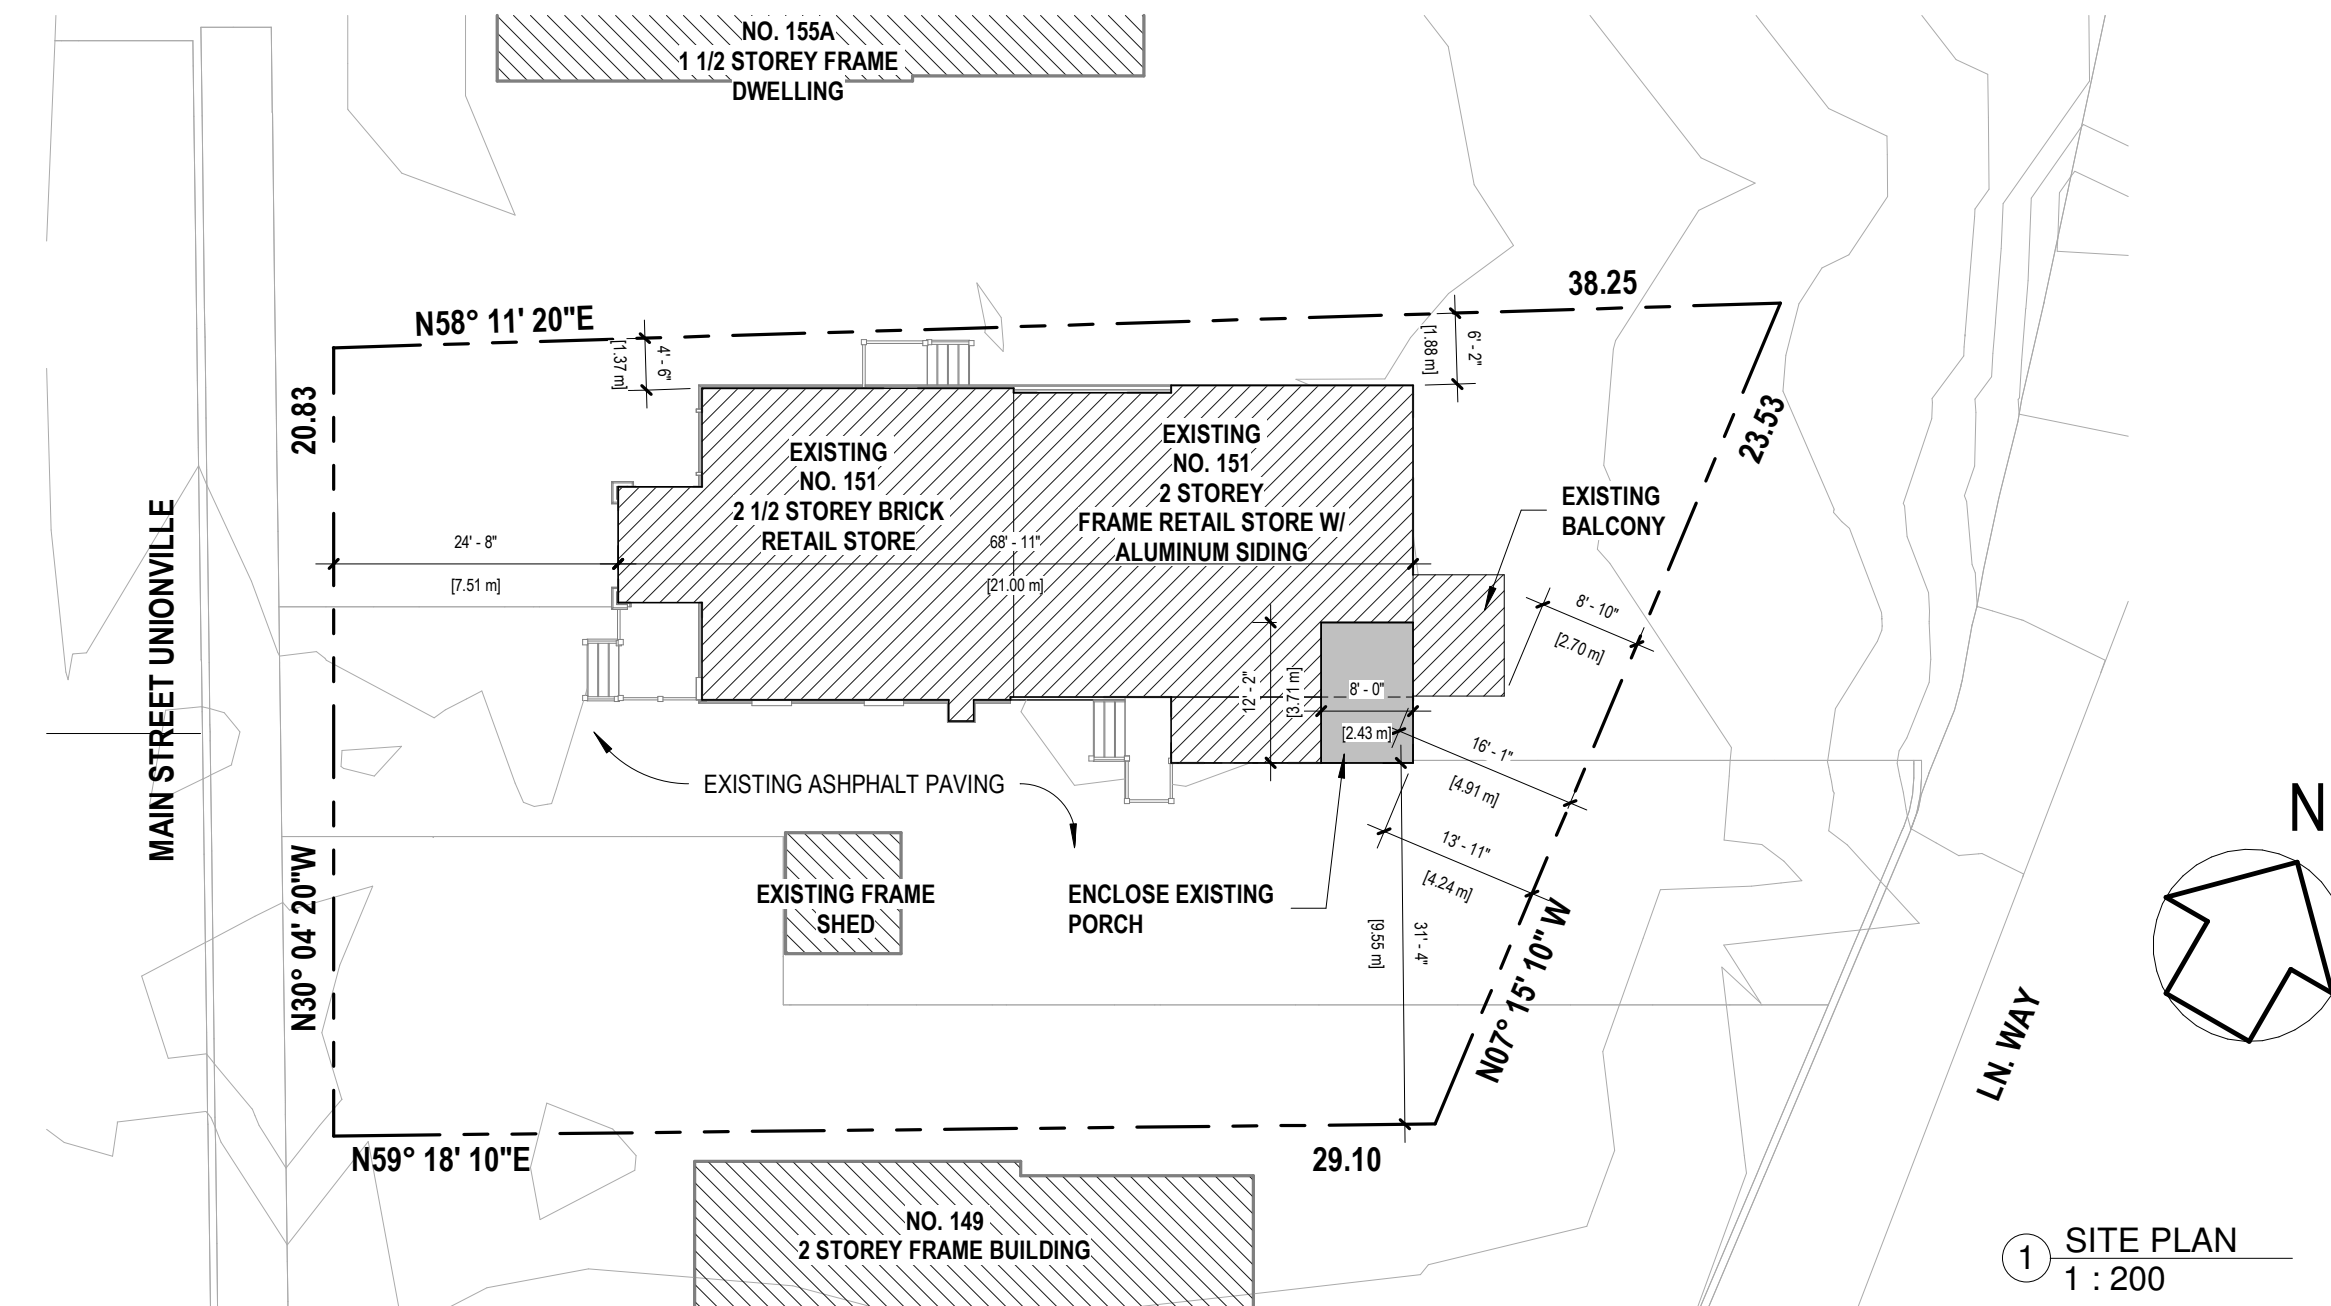 NO. 155A
1 1/2 STOREY FRAME
DWELLING
38.25
N58° 11' 20"E
4' - 6"
[1.37 m]
6' - 2"
[1.88 m]
20.83
23.53
EXISTING
NO. 151
2 1/2 STOREY BRICK
RETAIL STORE
EXISTING
NO. 151
2 STOREY
FRAME RETAIL STORE W/
ALUMINUM SIDING
EXISTING
BALCONY
MAIN STREET UNIONVILLE
24' - 8"
[7.51 m]
68' - 11"
[21.00 m]
8' - 10"
[2.70 m]
12' - 2"
[3.71 m]
8' - 0"
[2.43 m]
16' - 1"
[4.91 m]
EXISTING ASHPHALT PAVING
13' - 11"
[4.24 m]
N
N30° 04' 20"W
EXISTING FRAME
SHED
ENCLOSE EXISTING
PORCH
31' - 4"
[9.55 m]
N07° 15' 10" W
LN. WAY
N59° 18' 10"E
29.10
NO. 149
2 STOREY FRAME BUILDING
1
SITE PLAN
1 : 200